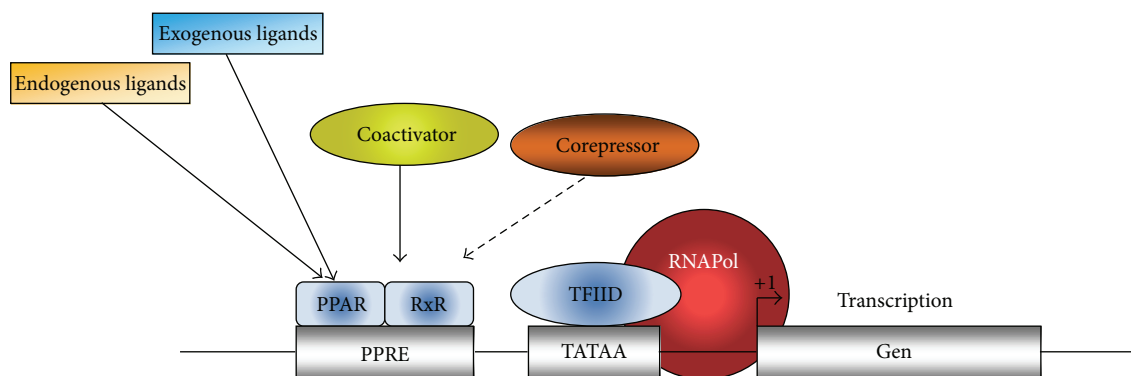 Exogenous ligands
Endogenous ligands
Coactivator
Corepressor
RNAPol
+1
PPAR
RxR
TFIID
Transcription
PPRE
TATAA
Gen